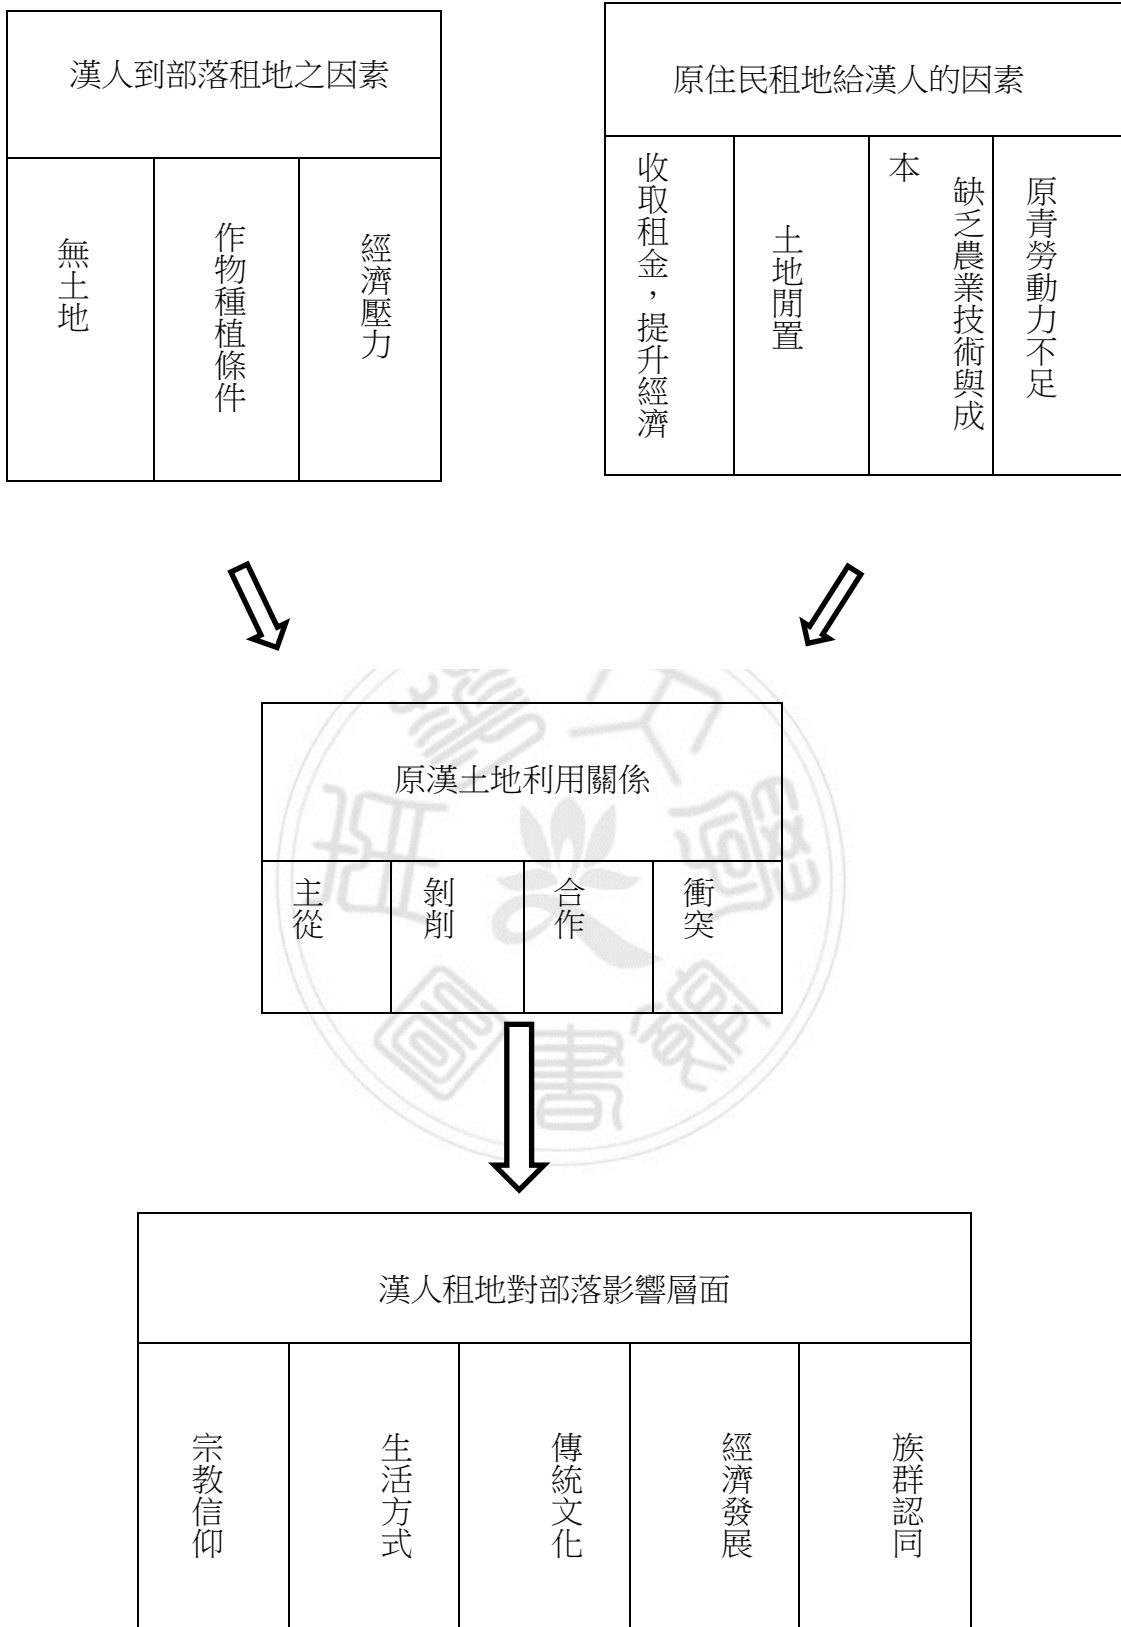 漢人到部落租地之因素
無土地
作物種植條件
經濟壓力
原住民租地給漢人的因素
收取租金，提升經濟
土地閒置
缺乏農業技術與成
本
原青勞動力不足
原漢土地利用關係
主從
剝削
合作
衝突
漢人租地對部落影響層面
宗教信仰
生活方式
傳統文化
經濟發展
族群認同